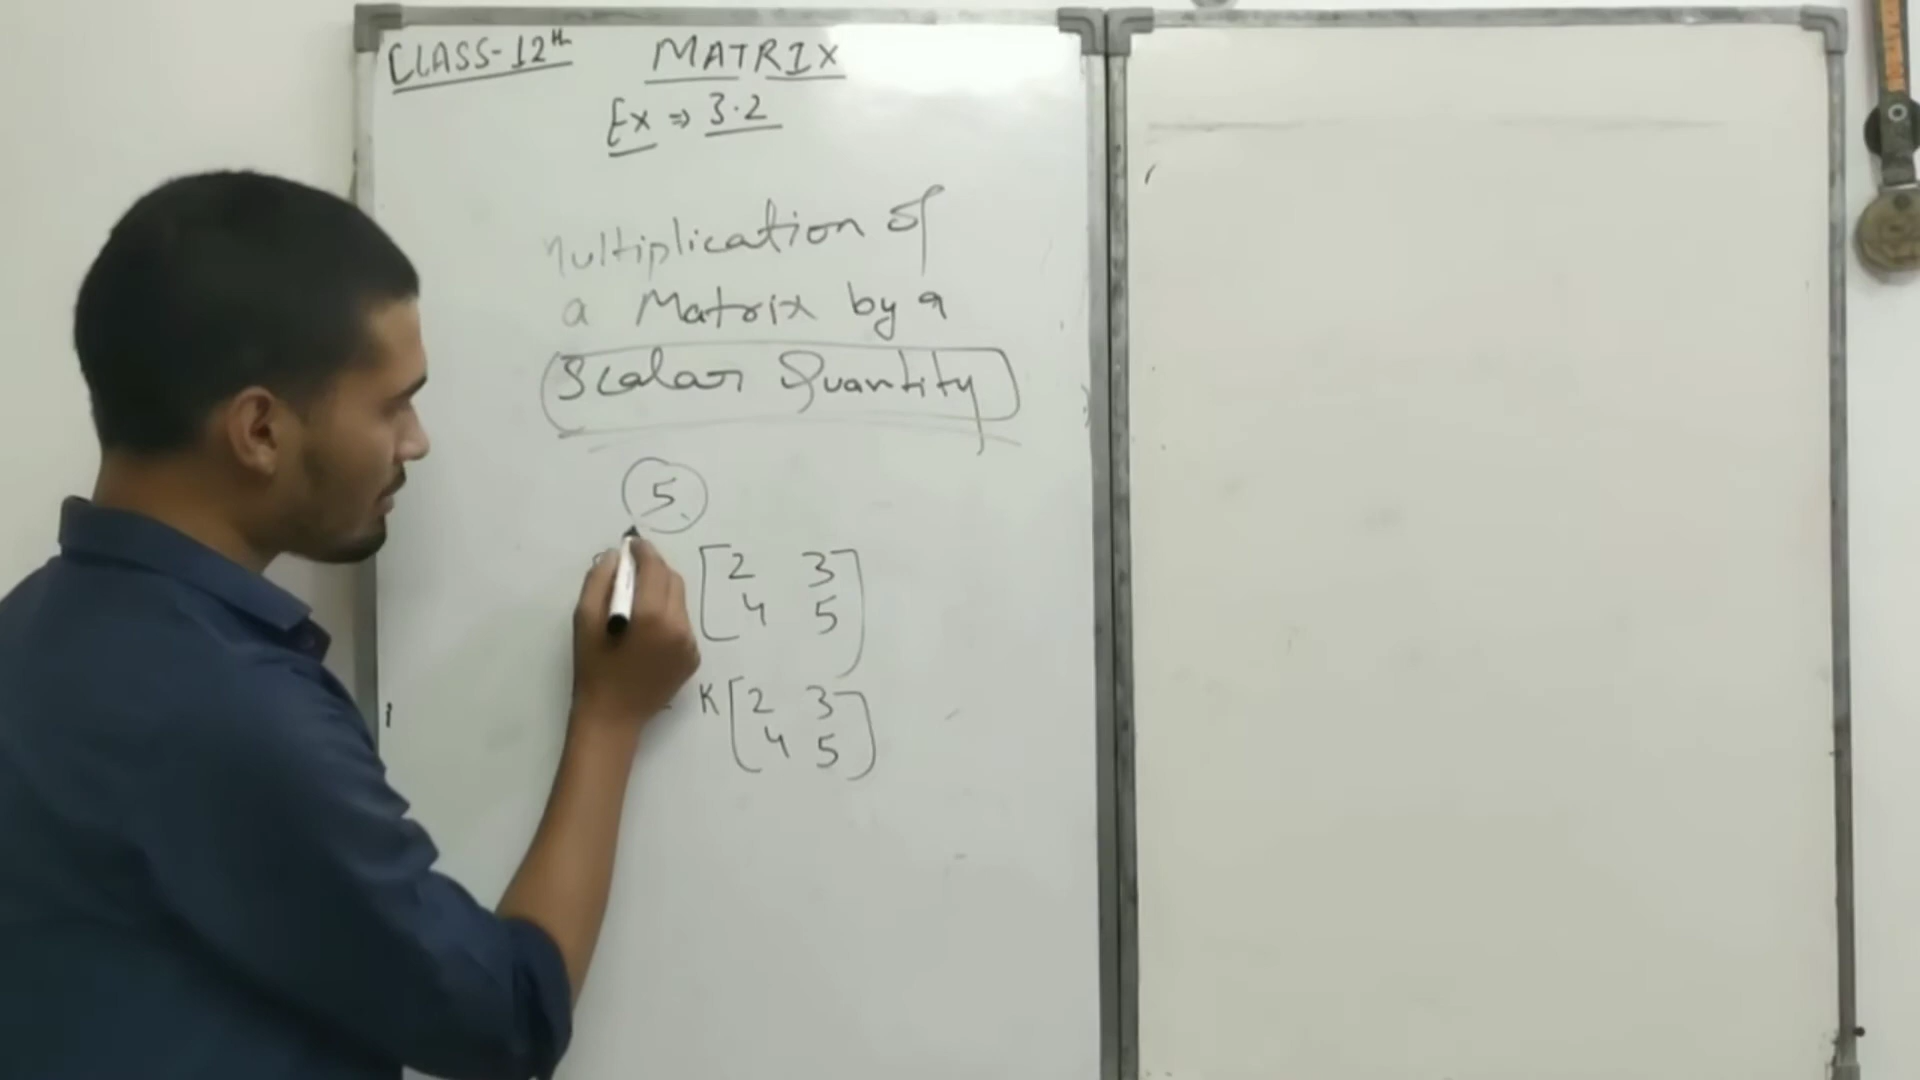 CLASS-12th MATRIX
Ex ⇒ 3.2
Multiplication of
a Matrix by a
Scalar Quantity
5
[2 3
4 5]
K [2 3
4 5]